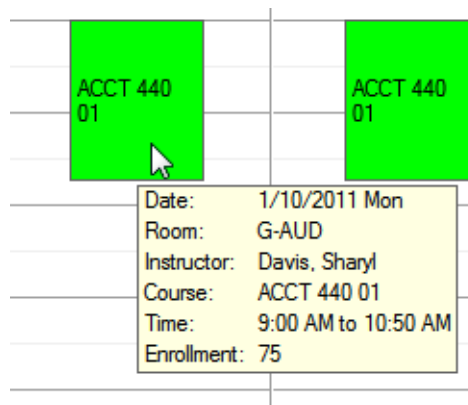 ACCT 440
01
ACCT 440
01
Date: 1/10/2011 Mon
Room: G-AUD
Instructor: Davis, Sharyl
Course: ACCT 440 01
Time: 9:00 AM to 10:50 AM
Enrollment: 75